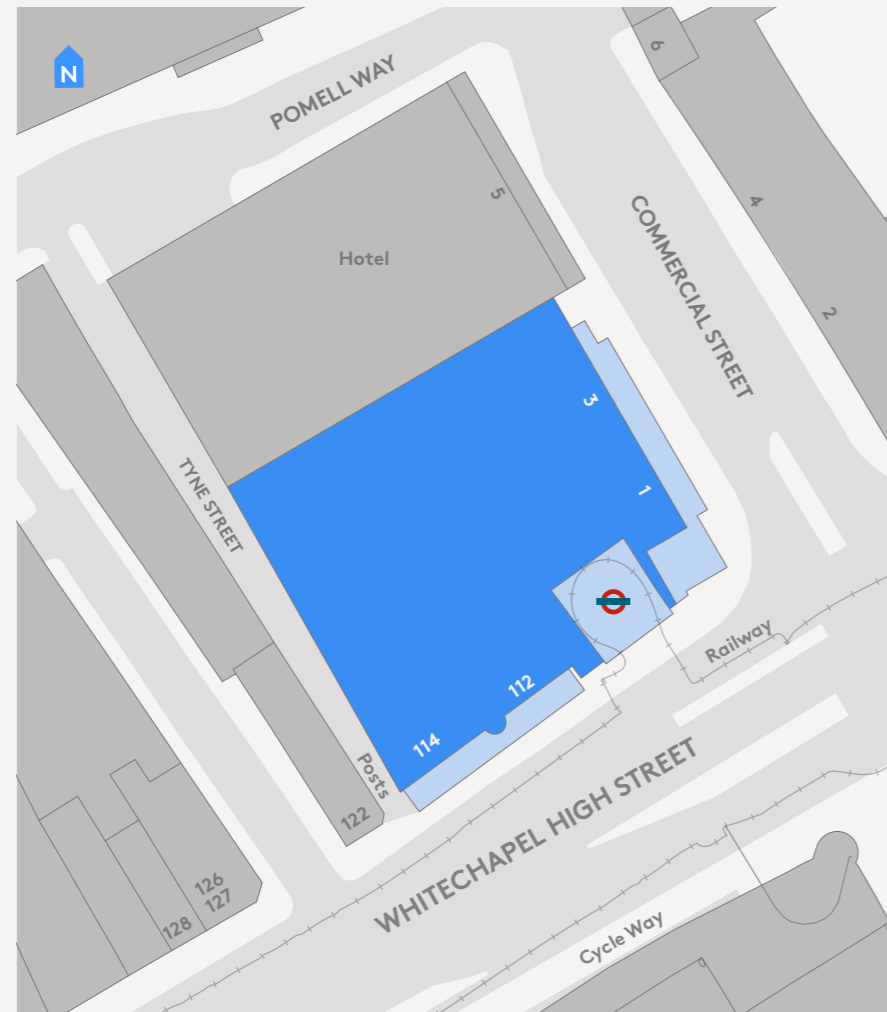 N
6
POMELL WAY
5
4
COMMERCIAL STREET
Hotel
2
3
TYNE STREET
1
Railway
112
114
Posts
122
WHITECHAPEL HIGH STREET
126
127
128
Cycle Way